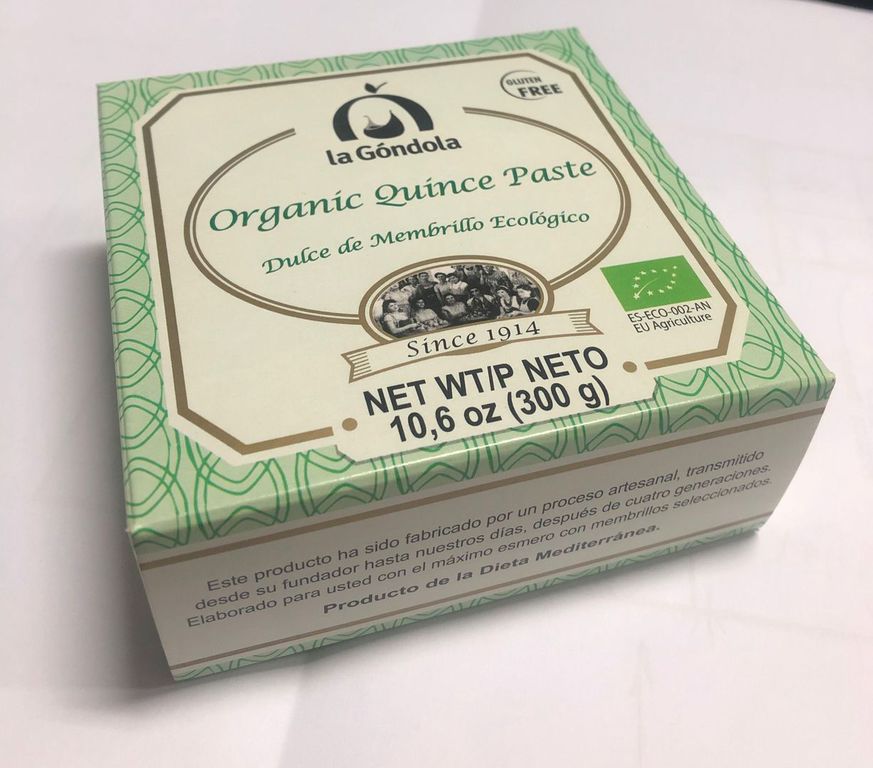 GLUTEN
FREE
la Góndola
Organic Quince Paste
Dulce de Membrillo Ecológico
ES-ECO-002-AN
EU Agriculture
Since 1914
NET WT/P NETO
10,6 oz (300 g)
Este producto ha sido fabricado por un proceso artesanal, transmitido
desde su fundador hasta nuestros días, después de cuatro generaciones.
Elaborado para usted con el máximo esmero con membrillos seleccionados.
Producto de la Dieta Mediterránea.